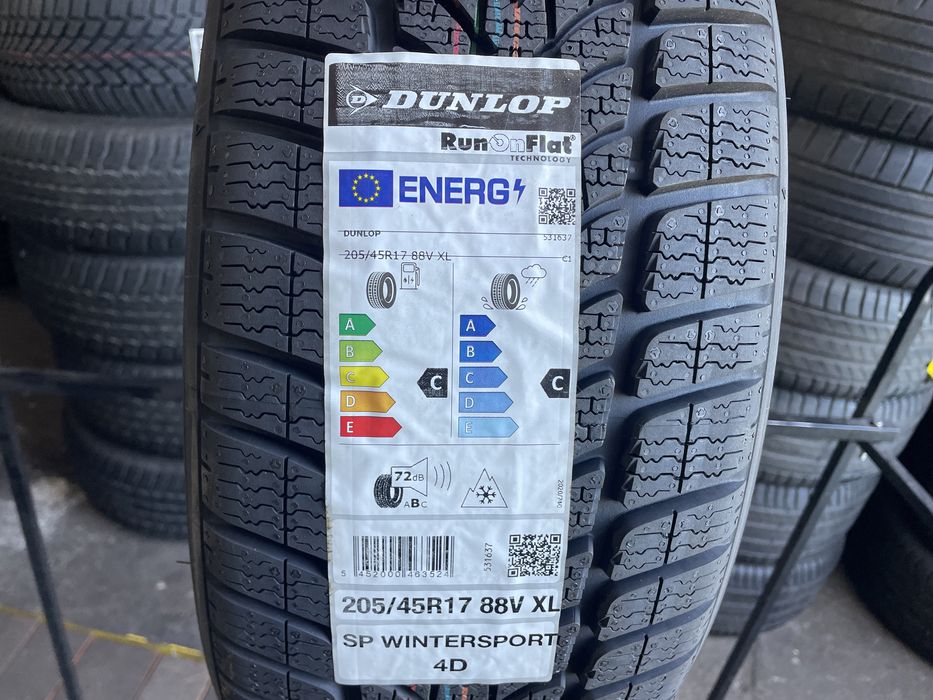 DUNLOP
RunOnFlat®
TECHNOLOGY
ENERG
DUNLOP 531637
205/45R17 88V XL C1
A A
B B
C C C C
D D
E E
72dB
ABC
2020/740
5 452000 463524
531637
205/45R17 88V XL
SP WINTERSPORT
4D